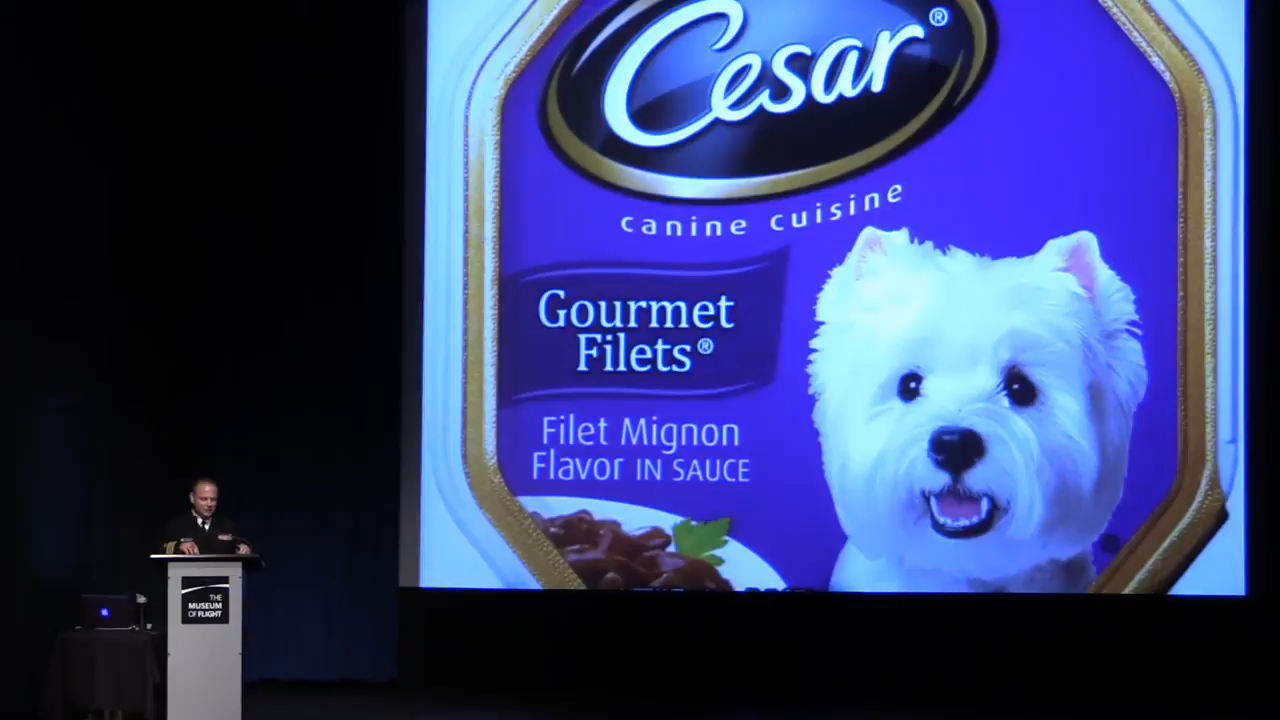 Cesar®
canine cuisine
Gourmet
Filets®
Filet Mignon
Flavor IN SAUCE
THE
MUSEUM
OF FLIGHT